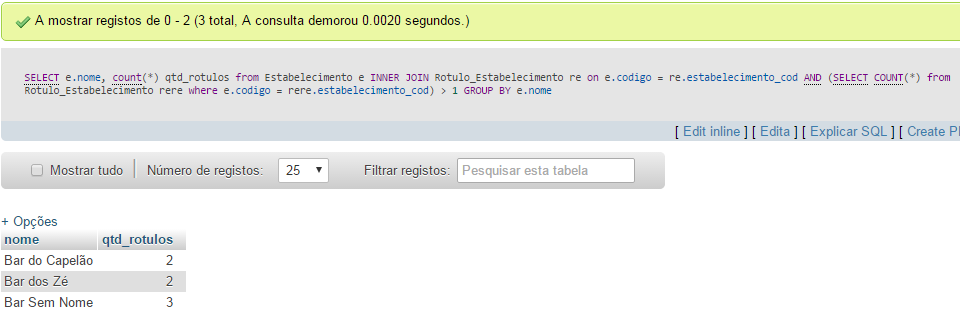 A mostrar registos de 0 - 2 (3 total, A consulta demorou 0.0020 segundos.)
SELECT e.nome, count(*) qtd_rotulos from Estabelecimento e INNER JOIN Rotulo_Estabelecimento re on e.codigo = re.estabelecimento_cod AND (SELECT COUNT(*) from
Rotulo_Estabelecimento rere where e.codigo = rere.estabelecimento_cod) > 1 GROUP BY e.nome
[ Edit inline ] [ Edita ] [ Explicar SQL ] [ Create P
Mostrar tudo Número de registos: 25 Filtrar registos: Pesquisar esta tabela
+ Opções
nome qtd_rotulos
Bar do Capelão 2
Bar dos Zé 2
Bar Sem Nome 3